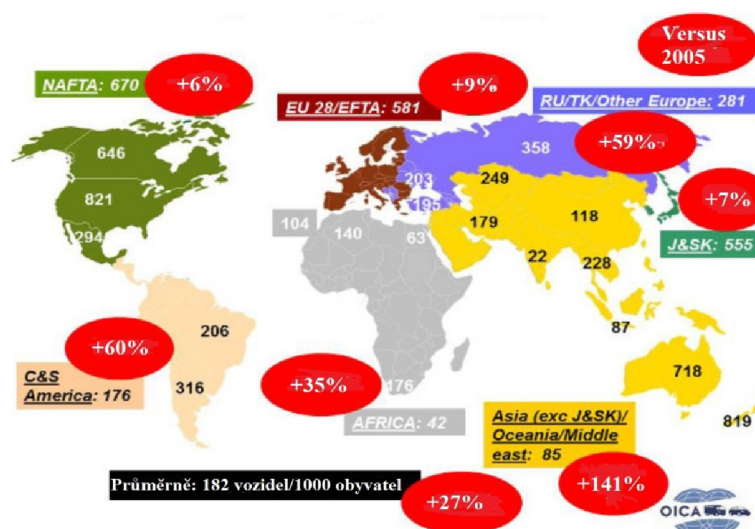 Versus
2005
NAFTA: 670
+6%
+9%
EU 28/EFTA: 581
RU/TK/Other Europe: 281
+59%
646
358
203
249
+7%
821
195
179
118
104
140
63
J&SK: 555
294
22
228
206
87
+60%
316
718
C&S
America: 176
+35%
176
819
AFRICA: 42
Asia (exc J&SK)/
Oceania/Middle
east: 85
Průměrně: 182 vozidel/1000 obyvatel
+27%
+141%
OICA